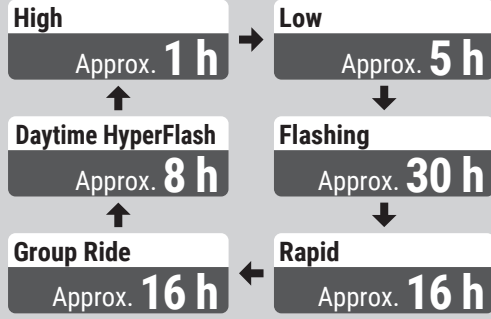 High
Approx. 1 h
Low
Approx. 5 h
Daytime HyperFlash
Approx. 8 h
Flashing
Approx. 30 h
Group Ride
Approx. 16 h
Rapid
Approx. 16 h